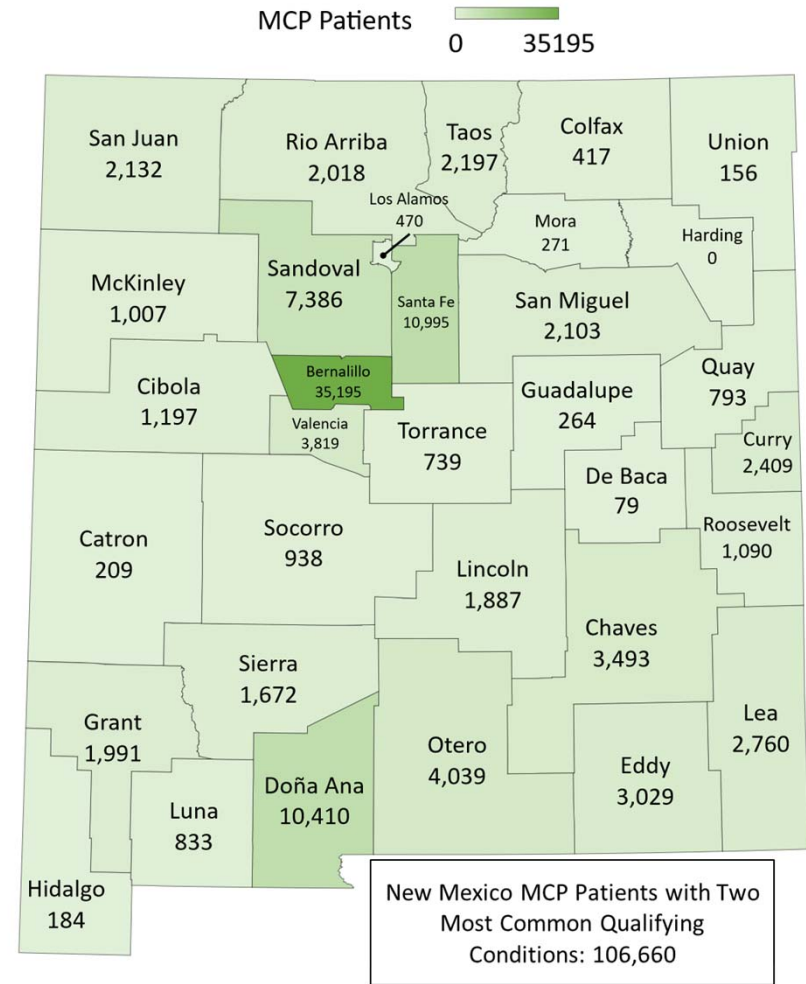 MCP Patients
0 35195
San Juan
2,132
Rio Arriba
2,018
Taos
2,197
Colfax
417
Union
156
Los Alamos
470
Mora
271
Harding
0
McKinley
1,007
Sandoval
7,386
Santa Fe
10,995
San Miguel
2,103
Quay
793
Cibola
1,197
Bernalillo
35,195
Valencia
3,819
Torrance
739
Guadalupe
264
Curry
2,409
De Baca
79
Roosevelt
1,090
Catron
209
Socorro
938
Lincoln
1,887
Chaves
3,493
Sierra
1,672
Grant
1,991
Doña Ana
10,410
Otero
4,039
Eddy
3,029
Lea
2,760
Luna
833
Hidalgo
184
New Mexico MCP Patients with Two
Most Common Qualifying
Conditions: 106,660